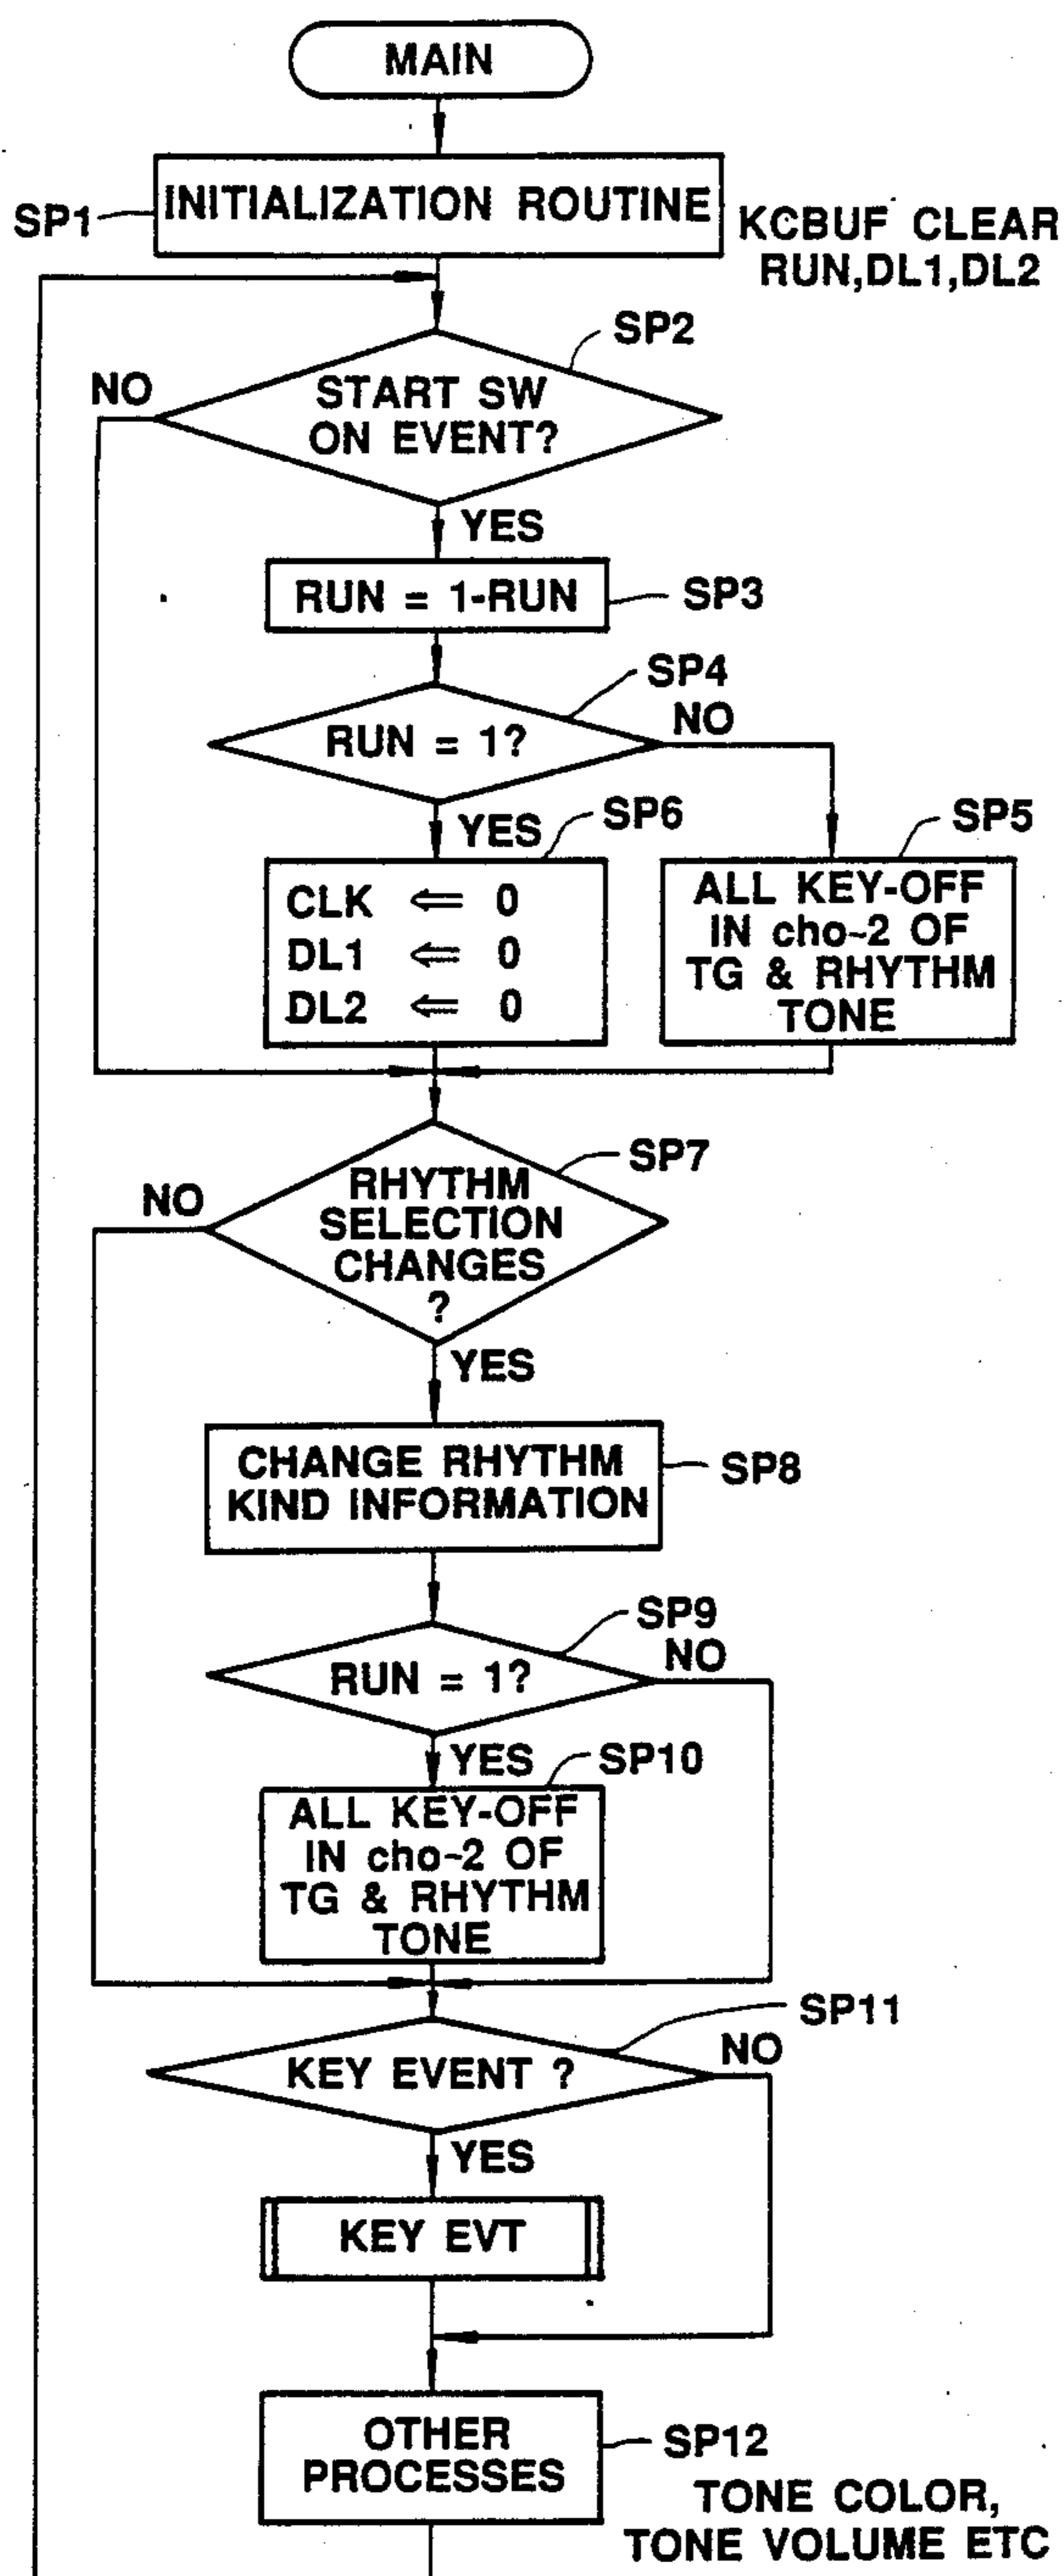 MAIN
INITIALIZATION ROUTINE
SP1
KCBUF CLEAR
RUN,DL1,DL2
SP2
NO
START SW
ON EVENT?
YES
RUN = 1-RUN
SP3
SP4
NO
RUN = 1?
YES
SP6
SP5
CLK ⇐ 0
DL1 ⇐ 0
DL2 ⇐ 0
ALL KEY-OFF
IN cho~2 OF
TG & RHYTHM
TONE
SP7
NO
RHYTHM
SELECTION
CHANGES
?
YES
CHANGE RHYTHM
KIND INFORMATION
SP8
SP9
NO
RUN = 1?
YES
SP10
ALL KEY-OFF
IN cho~2 OF
TG & RHYTHM
TONE
SP11
NO
KEY EVENT ?
YES
KEY EVT
OTHER
PROCESSES
SP12
TONE COLOR,
TONE VOLUME ETC